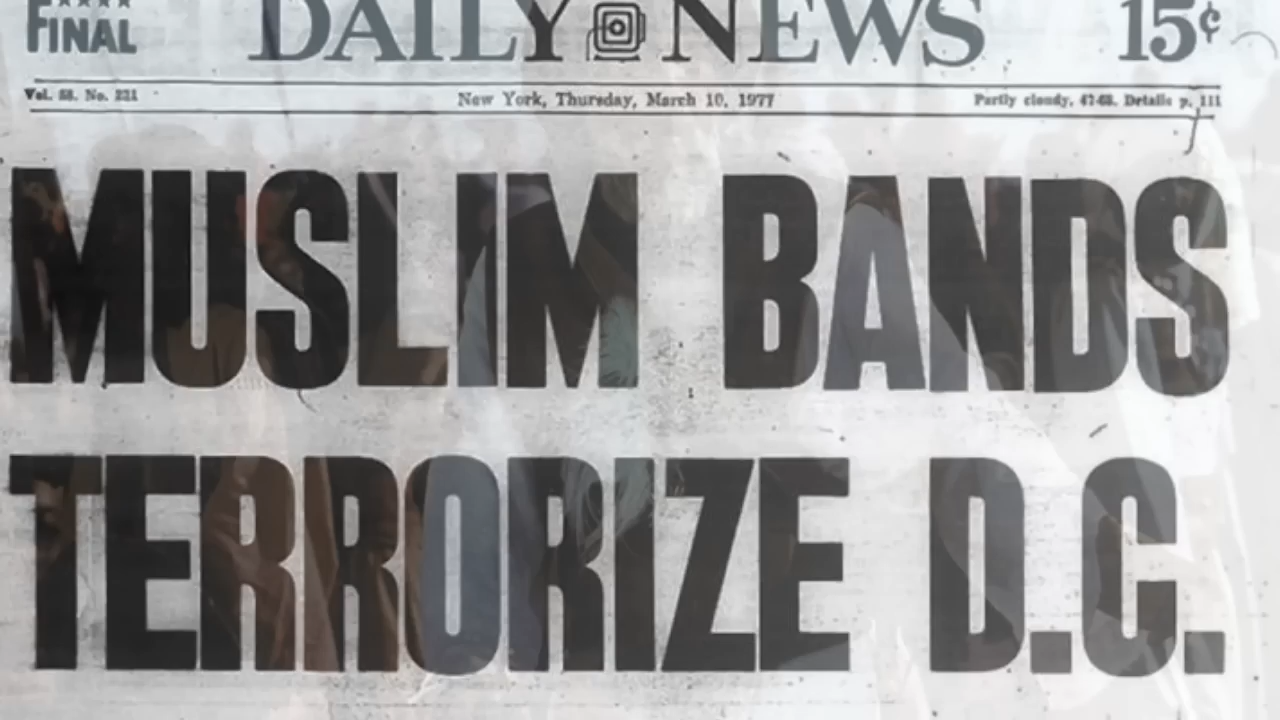 FINAL
DAILY NEWS
15¢
Vol. 58. No. 221
New York, Thursday, March 10, 1977
Partly cloudy, 47-68. Details p. 111
MUSLIM BANDS
TERRORIZE D.C.